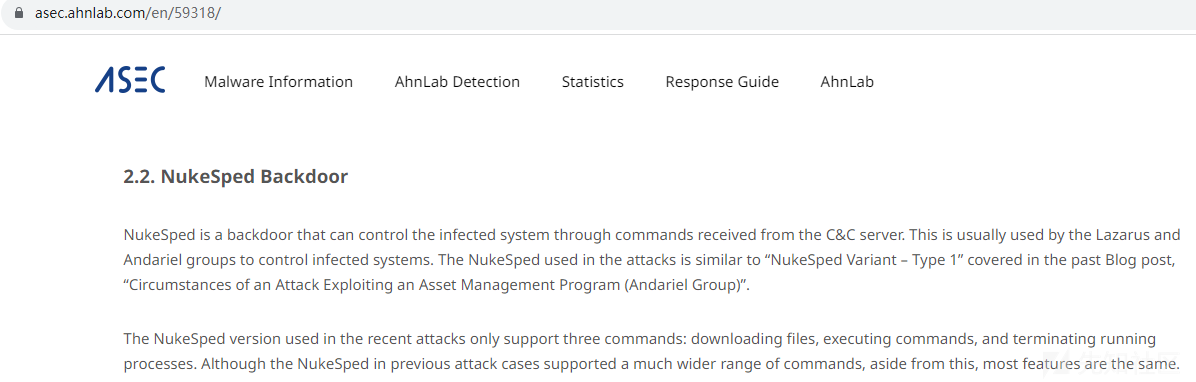 asec.ahnlab.com/en/59318/
ASEC Malware Information AhnLab Detection Statistics Response Guide AhnLab
2.2. NukeSped Backdoor
NukeSped is a backdoor that can control the infected system through commands received from the C&C server. This is usually used by the Lazarus and
Andariel groups to control infected systems. The NukeSped used in the attacks is similar to “NukeSped Variant – Type 1” covered in the past Blog post,
“Circumstances of an Attack Exploiting an Asset Management Program (Andariel Group)”.
The NukeSped version used in the recent attacks only support three commands: downloading files, executing commands, and terminating running
processes. Although the NukeSped in previous attack cases supported a much wider range of commands, aside from this, most features are the same.